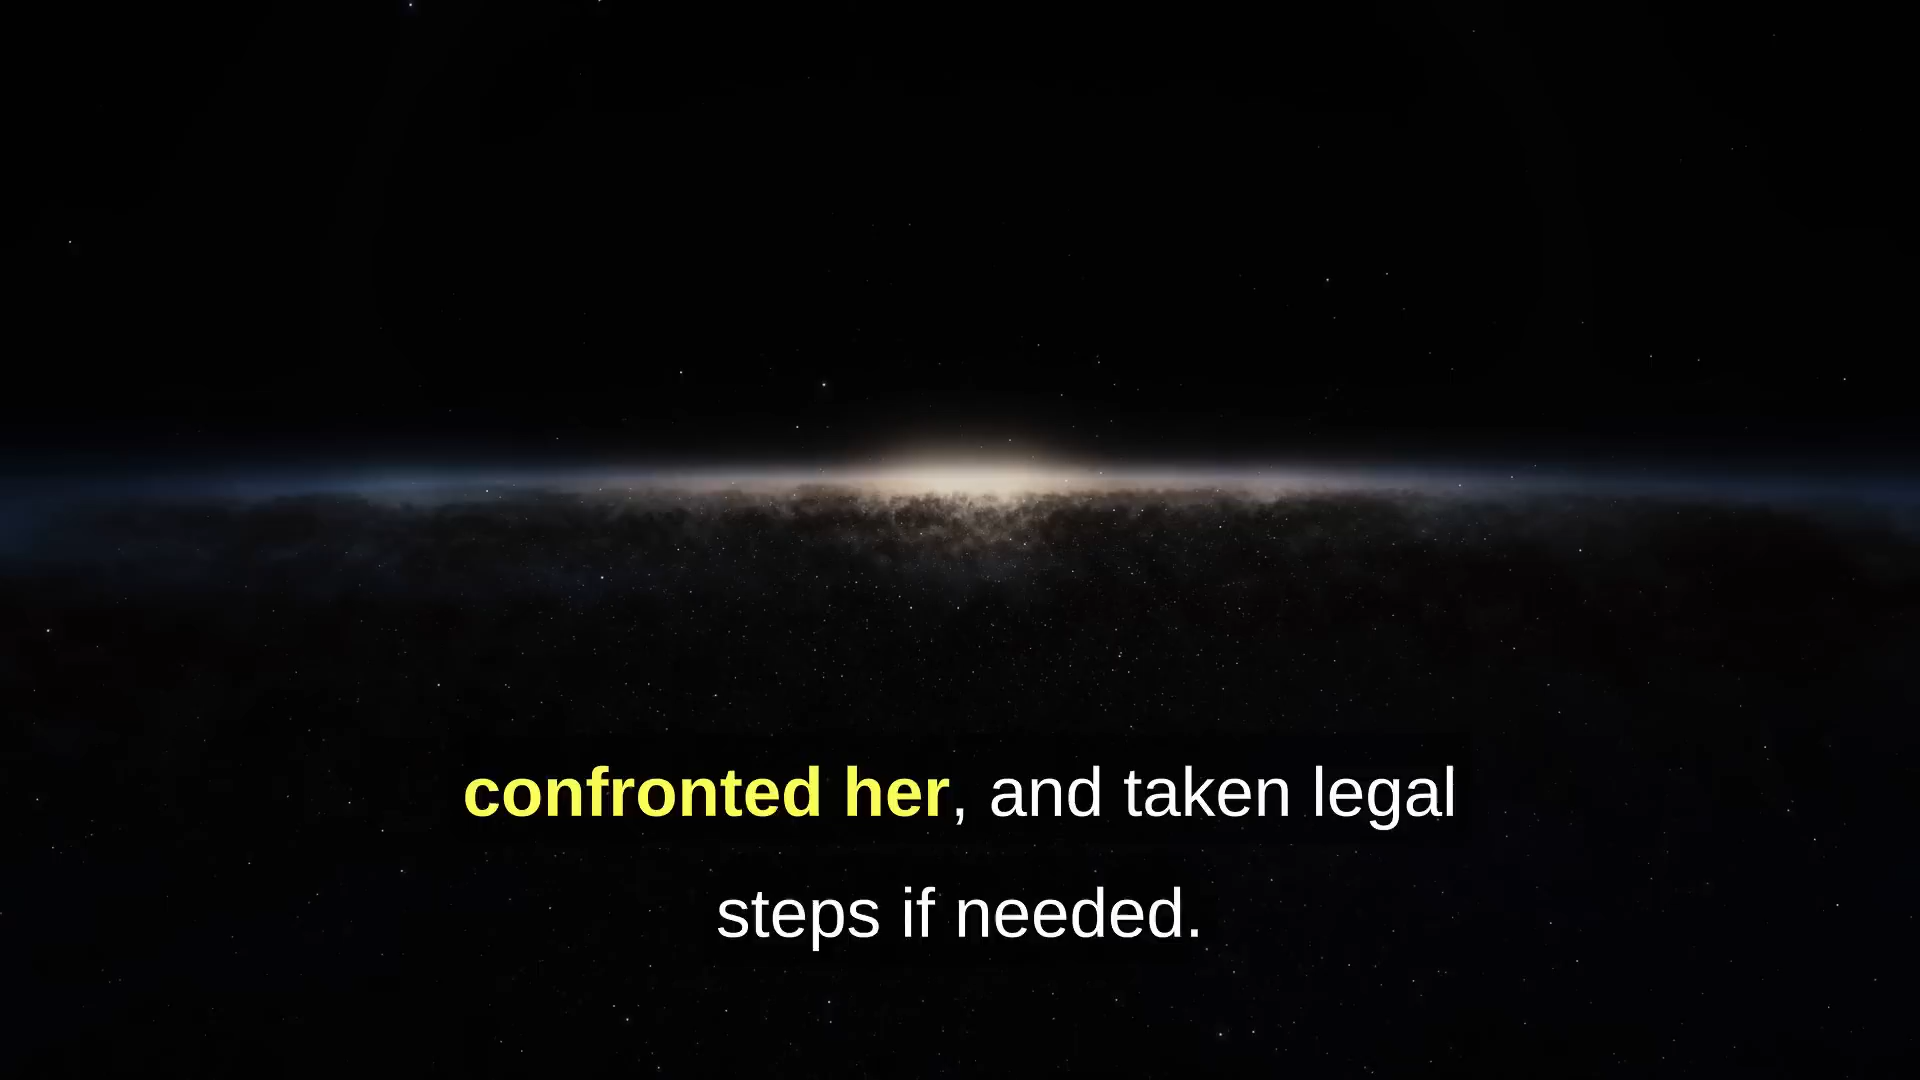 confronted her, and taken legal
steps if needed.